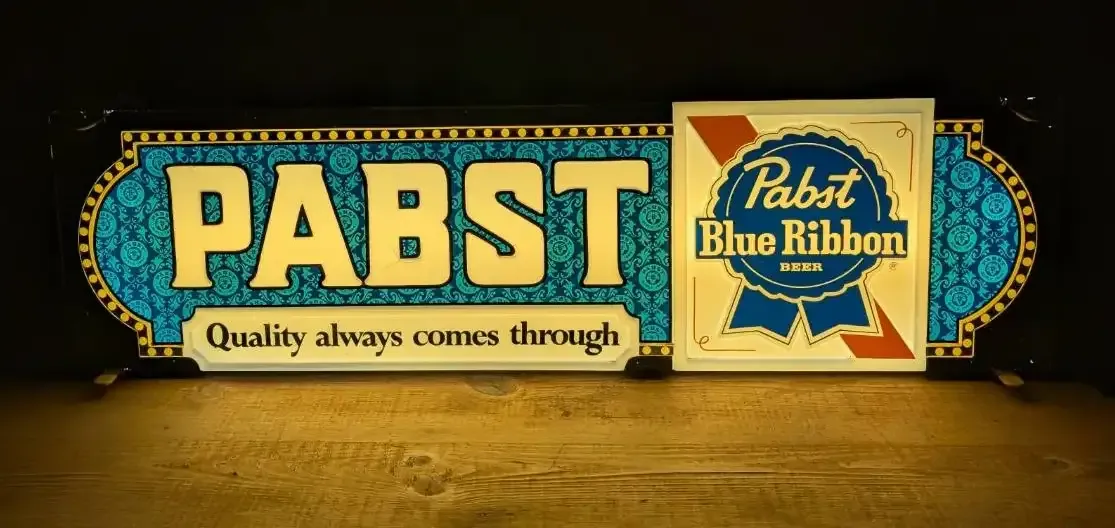 PABST
Quality always comes through
Pabst
Blue Ribbon
BEER
®